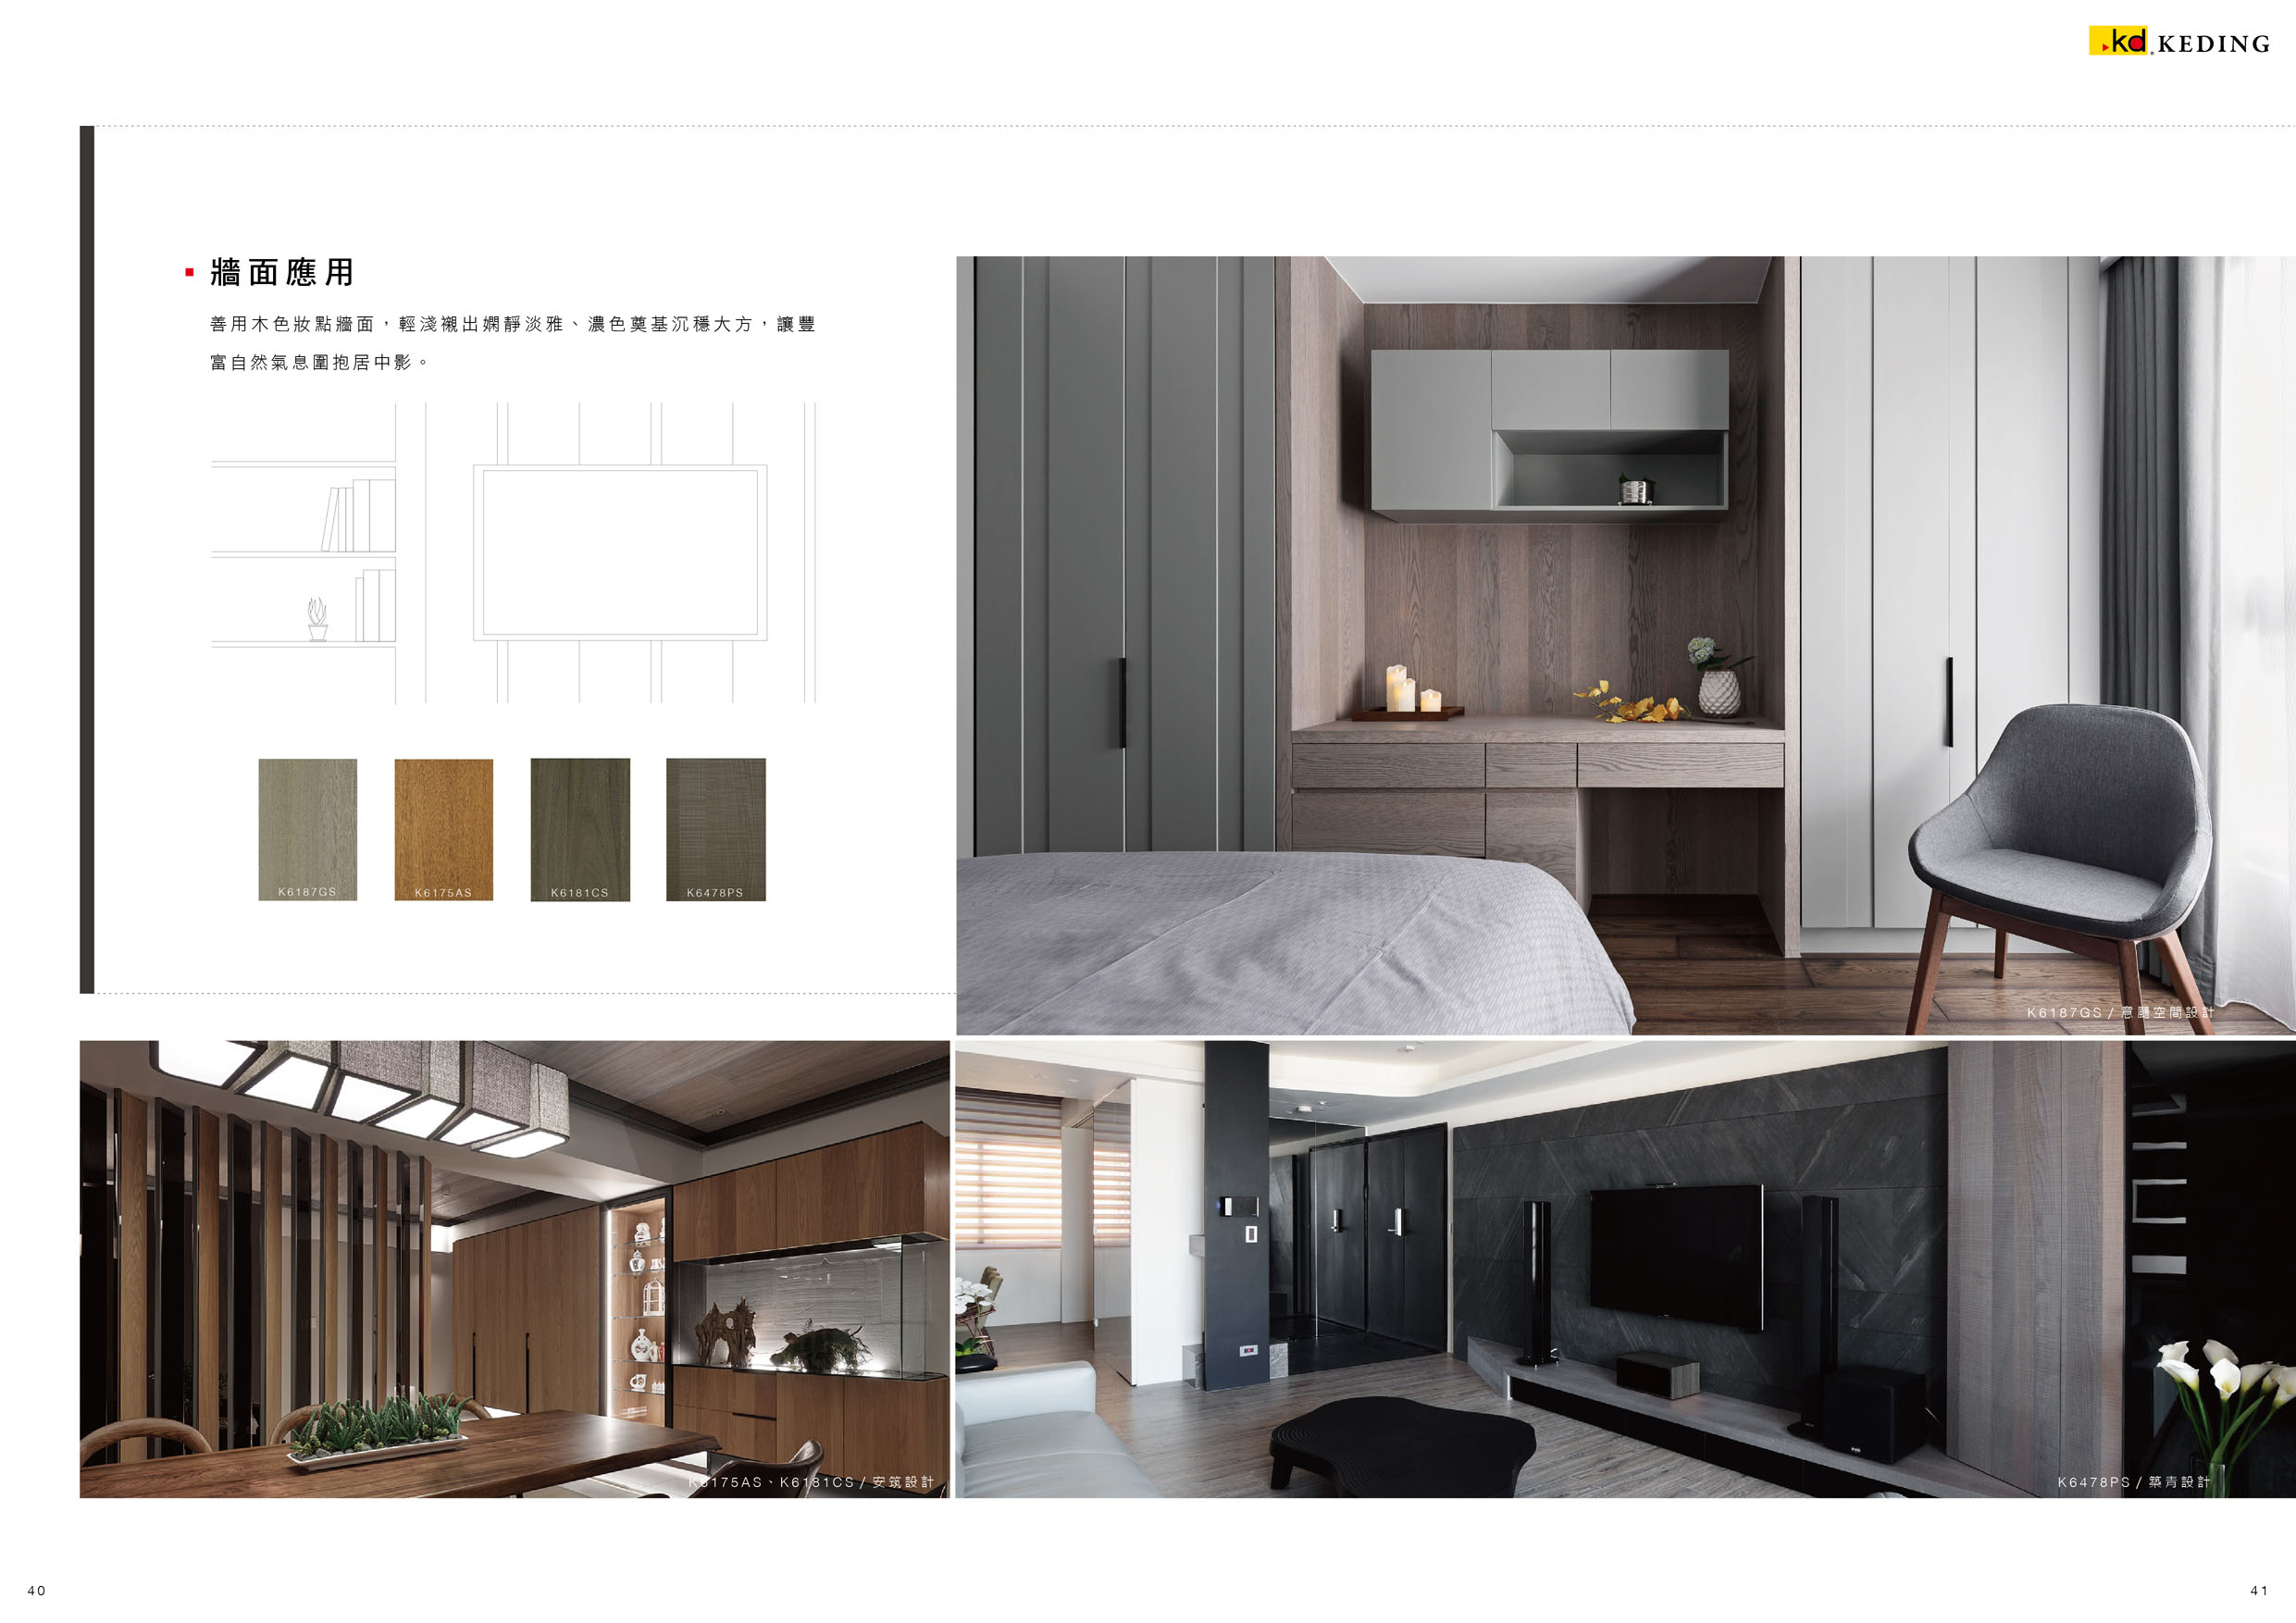 kd KEDING
牆面應用
善用木色妝點牆面，輕淺襯出嫻靜淡雅、濃色奠基沉穩大方，讓豐
富自然氣息圍抱居中影。
K6187GS
K6175AS
K6181CS
K6478PS
K6187GS / 意題空間設計
K6175AS、K6181CS / 安筑設計
K6478PS / 築青設計
40
41